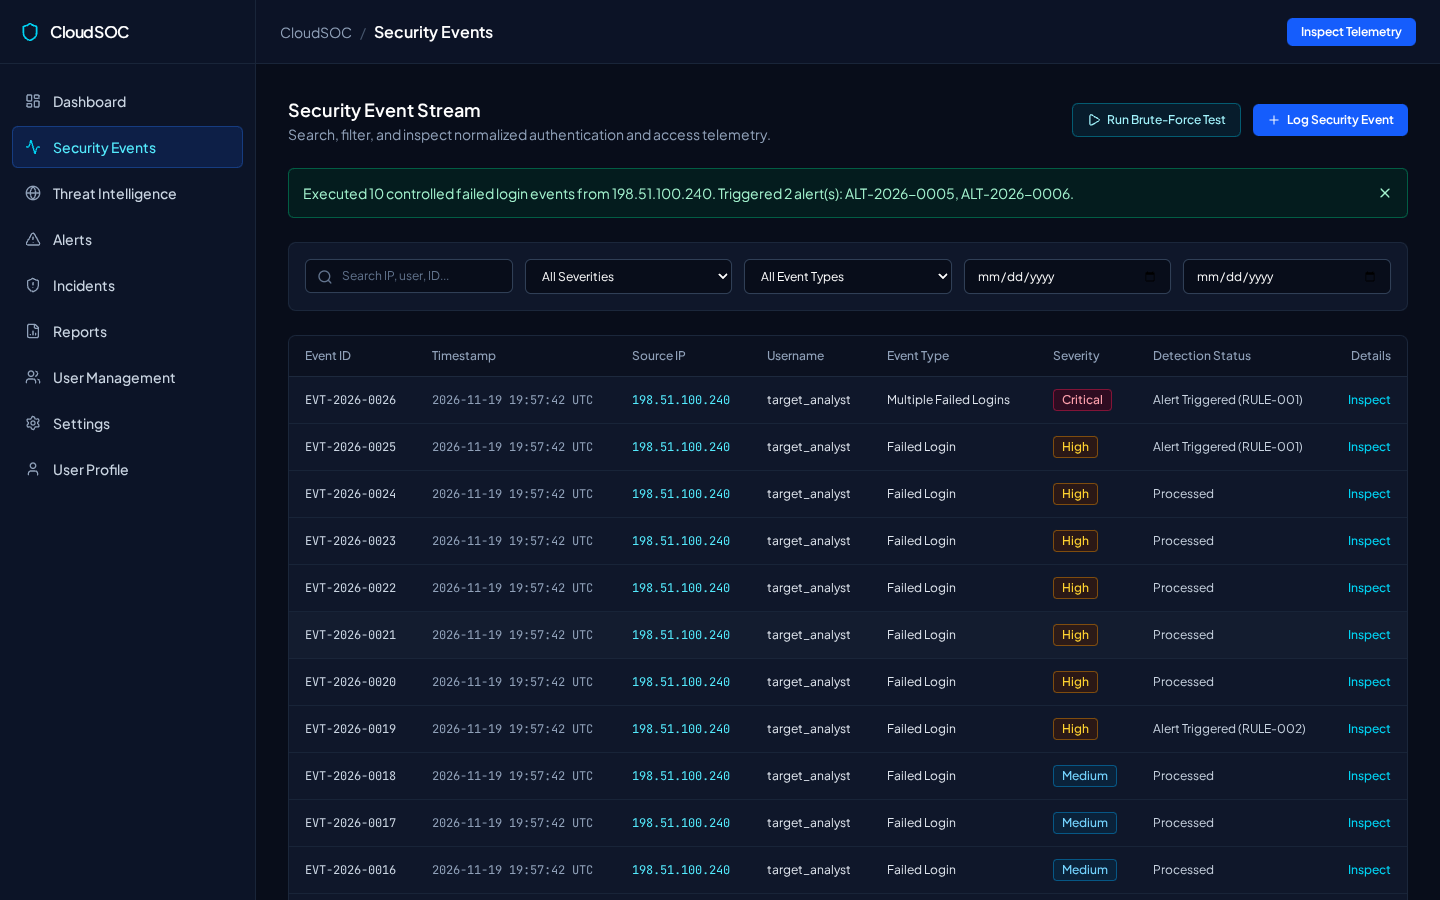 CloudSOC
CloudSOC / Security Events
Inspect Telemetry
Dashboard
Security Events
Threat Intelligence
Alerts
Incidents
Reports
User Management
Settings
User Profile
Security Event Stream
Search, filter, and inspect normalized authentication and access telemetry.
Run Brute-Force Test
Log Security Event
Executed 10 controlled failed login events from 198.51.100.240. Triggered 2 alert(s): ALT-2026-0005, ALT-2026-0006.
Search IP, user, ID...
All Severities
All Event Types
mm/dd/yyyy
mm/dd/yyyy
Event ID Timestamp Source IP Username Event Type Severity Detection Status Details
EVT-2026-0026 2026-11-19 19:57:42 UTC 198.51.100.240 target_analyst Multiple Failed Logins Critical Alert Triggered (RULE-001) Inspect
EVT-2026-0025 2026-11-19 19:57:42 UTC 198.51.100.240 target_analyst Failed Login High Alert Triggered (RULE-001) Inspect
EVT-2026-0024 2026-11-19 19:57:42 UTC 198.51.100.240 target_analyst Failed Login High Processed Inspect
EVT-2026-0023 2026-11-19 19:57:42 UTC 198.51.100.240 target_analyst Failed Login High Processed Inspect
EVT-2026-0022 2026-11-19 19:57:42 UTC 198.51.100.240 target_analyst Failed Login High Processed Inspect
EVT-2026-0021 2026-11-19 19:57:42 UTC 198.51.100.240 target_analyst Failed Login High Processed Inspect
EVT-2026-0020 2026-11-19 19:57:42 UTC 198.51.100.240 target_analyst Failed Login High Processed Inspect
EVT-2026-0019 2026-11-19 19:57:42 UTC 198.51.100.240 target_analyst Failed Login High Alert Triggered (RULE-002) Inspect
EVT-2026-0018 2026-11-19 19:57:42 UTC 198.51.100.240 target_analyst Failed Login Medium Processed Inspect
EVT-2026-0017 2026-11-19 19:57:42 UTC 198.51.100.240 target_analyst Failed Login Medium Processed Inspect
EVT-2026-0016 2026-11-19 19:57:42 UTC 198.51.100.240 target_analyst Failed Login Medium Processed Inspect